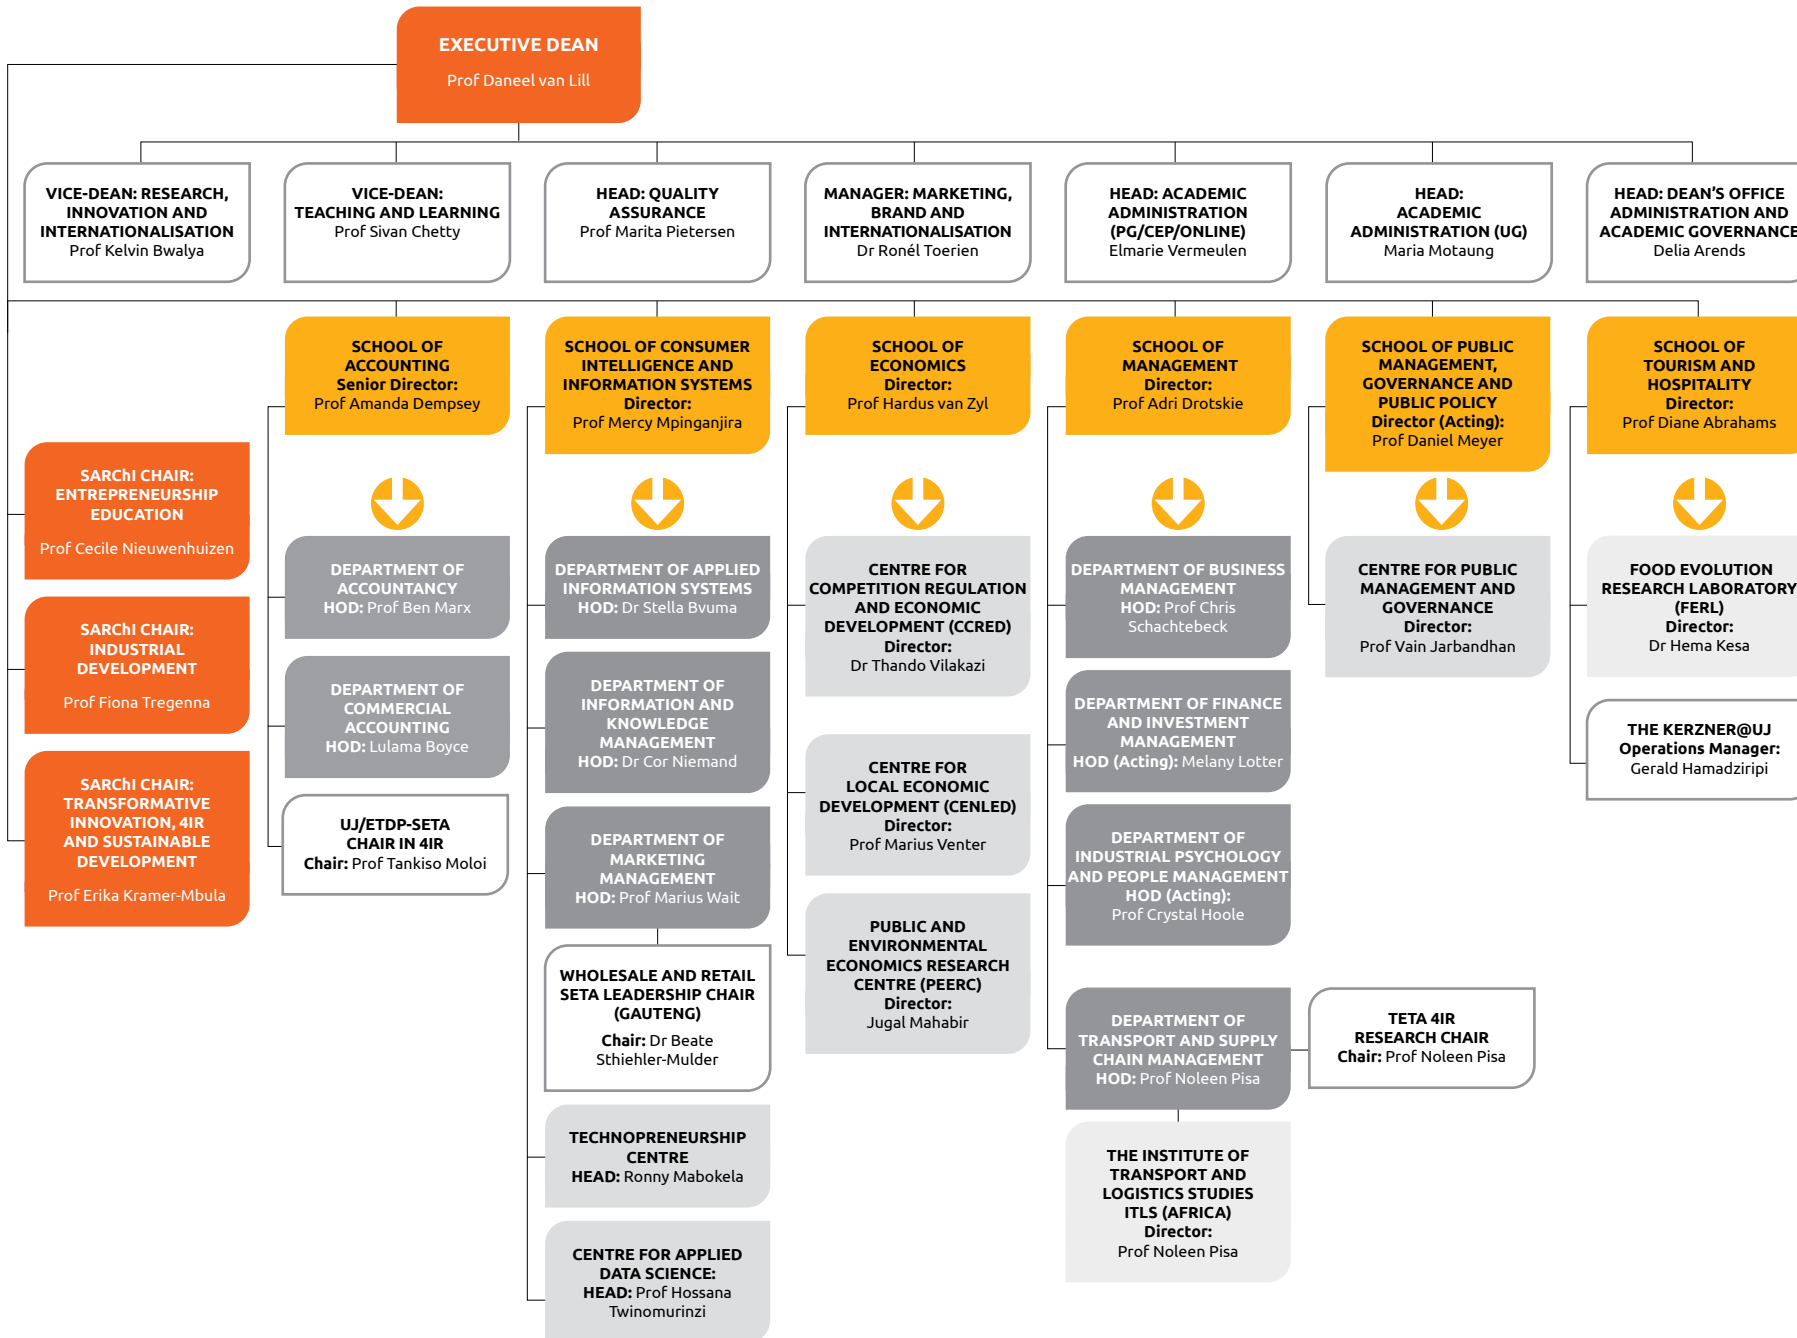 EXECUTIVE DEAN
Prof Daneel van Lill
VICE-DEAN: RESEARCH,
INNOVATION AND
INTERNATIONALISATION
Prof Kelvin Bwalya
VICE-DEAN:
TEACHING AND LEARNING
Prof Sivan Chetty
HEAD: QUALITY
ASSURANCE
Prof Marita Pietersen
MANAGER: MARKETING,
BRAND AND
INTERNATIONALISATION
Dr Ronél Toerien
HEAD: ACADEMIC
ADMINISTRATION
(PG/CEP/ONLINE)
Elmarie Vermeulen
HEAD:
ACADEMIC
ADMINISTRATION (UG)
Maria Motaung
HEAD: DEAN'S OFFICE
ADMINISTRATION AND
ACADEMIC GOVERNANCE
Delia Arends
SARChI CHAIR:
ENTREPRENEURSHIP
EDUCATION
Prof Cecile Nieuwenhuizen
SARChI CHAIR:
INDUSTRIAL
DEVELOPMENT
Prof Fiona Tregenna
SARChI CHAIR:
TRANSFORMATIVE
INNOVATION, 4IR
AND SUSTAINABLE
DEVELOPMENT
Prof Erika Kramer-Mbula
SCHOOL OF
ACCOUNTING
Senior Director:
Prof Amanda Dempsey
DEPARTMENT OF
ACCOUNTANCY
HOD: Prof Ben Marx
DEPARTMENT OF
COMMERCIAL
ACCOUNTING
HOD: Lulama Boyce
UJ/ETDP-SETA
CHAIR IN 4IR
Chair: Prof Tankiso Moloi
SCHOOL OF CONSUMER
INTELLIGENCE AND
INFORMATION SYSTEMS
Director:
Prof Mercy Mpinganjira
DEPARTMENT OF APPLIED
INFORMATION SYSTEMS
HOD: Dr Stella Bvuma
DEPARTMENT OF
INFORMATION AND
KNOWLEDGE
MANAGEMENT
HOD: Dr Cor Niemand
DEPARTMENT OF
MARKETING
MANAGEMENT
HOD: Prof Marius Wait
WHOLESALE AND RETAIL
SETA LEADERSHIP CHAIR
(GAUTENG)
Chair: Dr Beate
Sthiehler-Mulder
TECHNOPRENEURSHIP
CENTRE
HEAD: Ronny Mabokela
CENTRE FOR APPLIED
DATA SCIENCE:
HEAD: Prof Hossana
Twinomurinzi
SCHOOL OF
ECONOMICS
Director:
Prof Hardus van Zyl
CENTRE FOR
COMPETITION REGULATION
AND ECONOMIC
DEVELOPMENT (CCRED)
Director:
Dr Thando Vilakazi
CENTRE FOR
LOCAL ECONOMIC
DEVELOPMENT (CENLED)
Director:
Prof Marius Venter
PUBLIC AND
ENVIRONMENTAL
ECONOMICS RESEARCH
CENTRE (PEERC)
Director:
Jugal Mahabir
SCHOOL OF
MANAGEMENT
Director:
Prof Adri Drotskie
DEPARTMENT OF BUSINESS
MANAGEMENT
HOD: Prof Chris
Schachtebeck
DEPARTMENT OF FINANCE
AND INVESTMENT
MANAGEMENT
HOD (Acting): Melany Lotter
DEPARTMENT OF
INDUSTRIAL PSYCHOLOGY
AND PEOPLE MANAGEMENT
HOD (Acting):
Prof Crystal Hoole
DEPARTMENT OF
TRANSPORT AND SUPPLY
CHAIN MANAGEMENT
HOD: Prof Noleen Pisa
TETA 4IR
RESEARCH CHAIR
Chair: Prof Noleen Pisa
THE INSTITUTE OF
TRANSPORT AND
LOGISTICS STUDIES
ITLS (AFRICA)
Director:
Prof Noleen Pisa
SCHOOL OF PUBLIC
MANAGEMENT,
GOVERNANCE AND
PUBLIC POLICY
Director (Acting):
Prof Daniel Meyer
CENTRE FOR PUBLIC
MANAGEMENT AND
GOVERNANCE
Director:
Prof Vain Jarbandhan
SCHOOL OF
TOURISM AND
HOSPITALITY
Director:
Prof Diane Abrahams
FOOD EVOLUTION
RESEARCH LABORATORY
(FERL)
Director:
Dr Hema Kesa
THE KERZNER@UJ
Operations Manager:
Gerald Hamadziripi